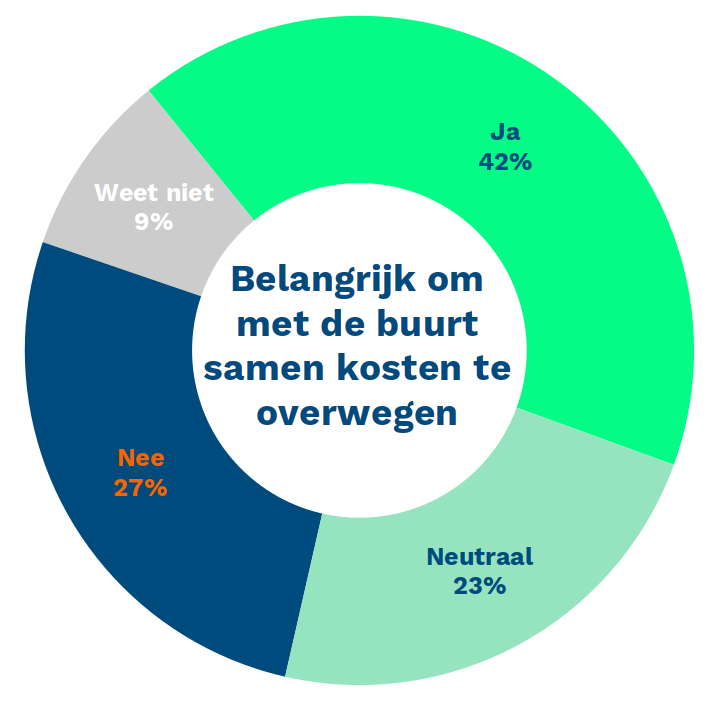 Ja
42%
Weet niet
9%
Belangrijk om
met de buurt
samen kosten te
overwegen
Nee
27%
Neutraal
23%